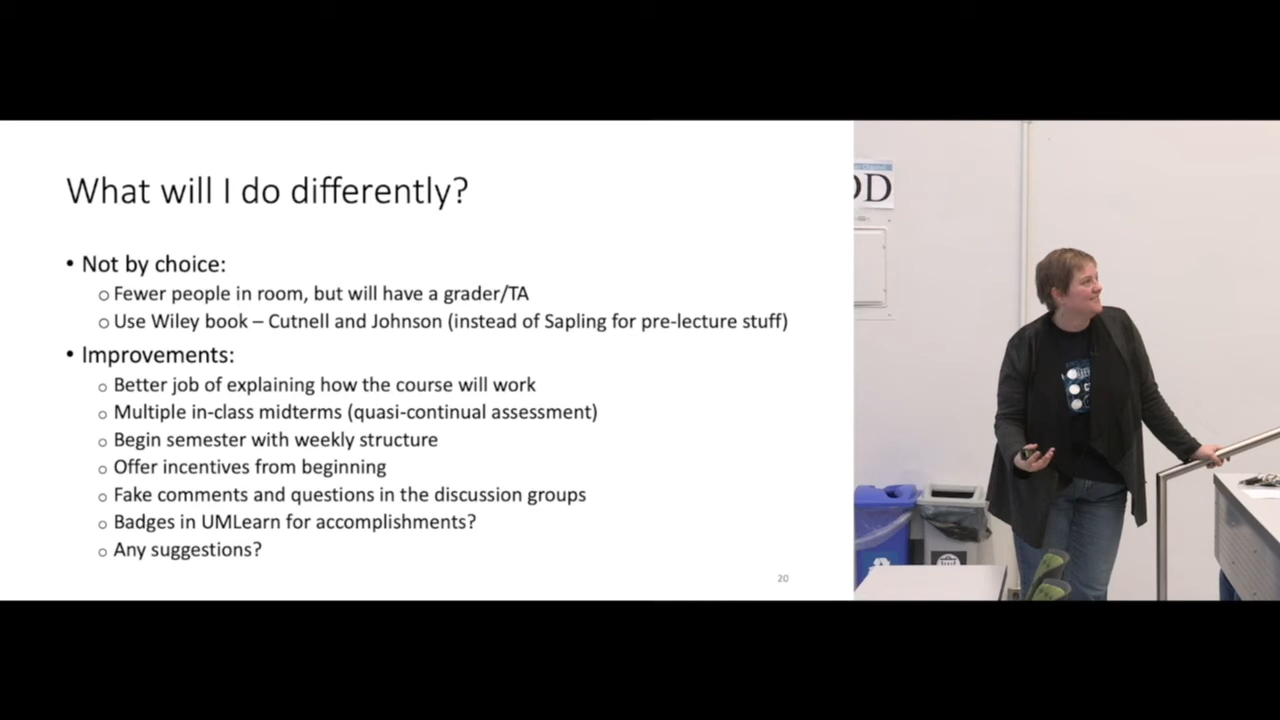 What will I do differently?
• Not by choice:
o Fewer people in room, but will have a grader/TA
o Use Wiley book – Cutnell and Johnson (instead of Sapling for pre-lecture stuff)
• Improvements:
o Better job of explaining how the course will work
o Multiple in-class midterms (quasi-continual assessment)
o Begin semester with weekly structure
o Offer incentives from beginning
o Fake comments and questions in the discussion groups
o Badges in UMLearn for accomplishments?
o Any suggestions?
20
OD